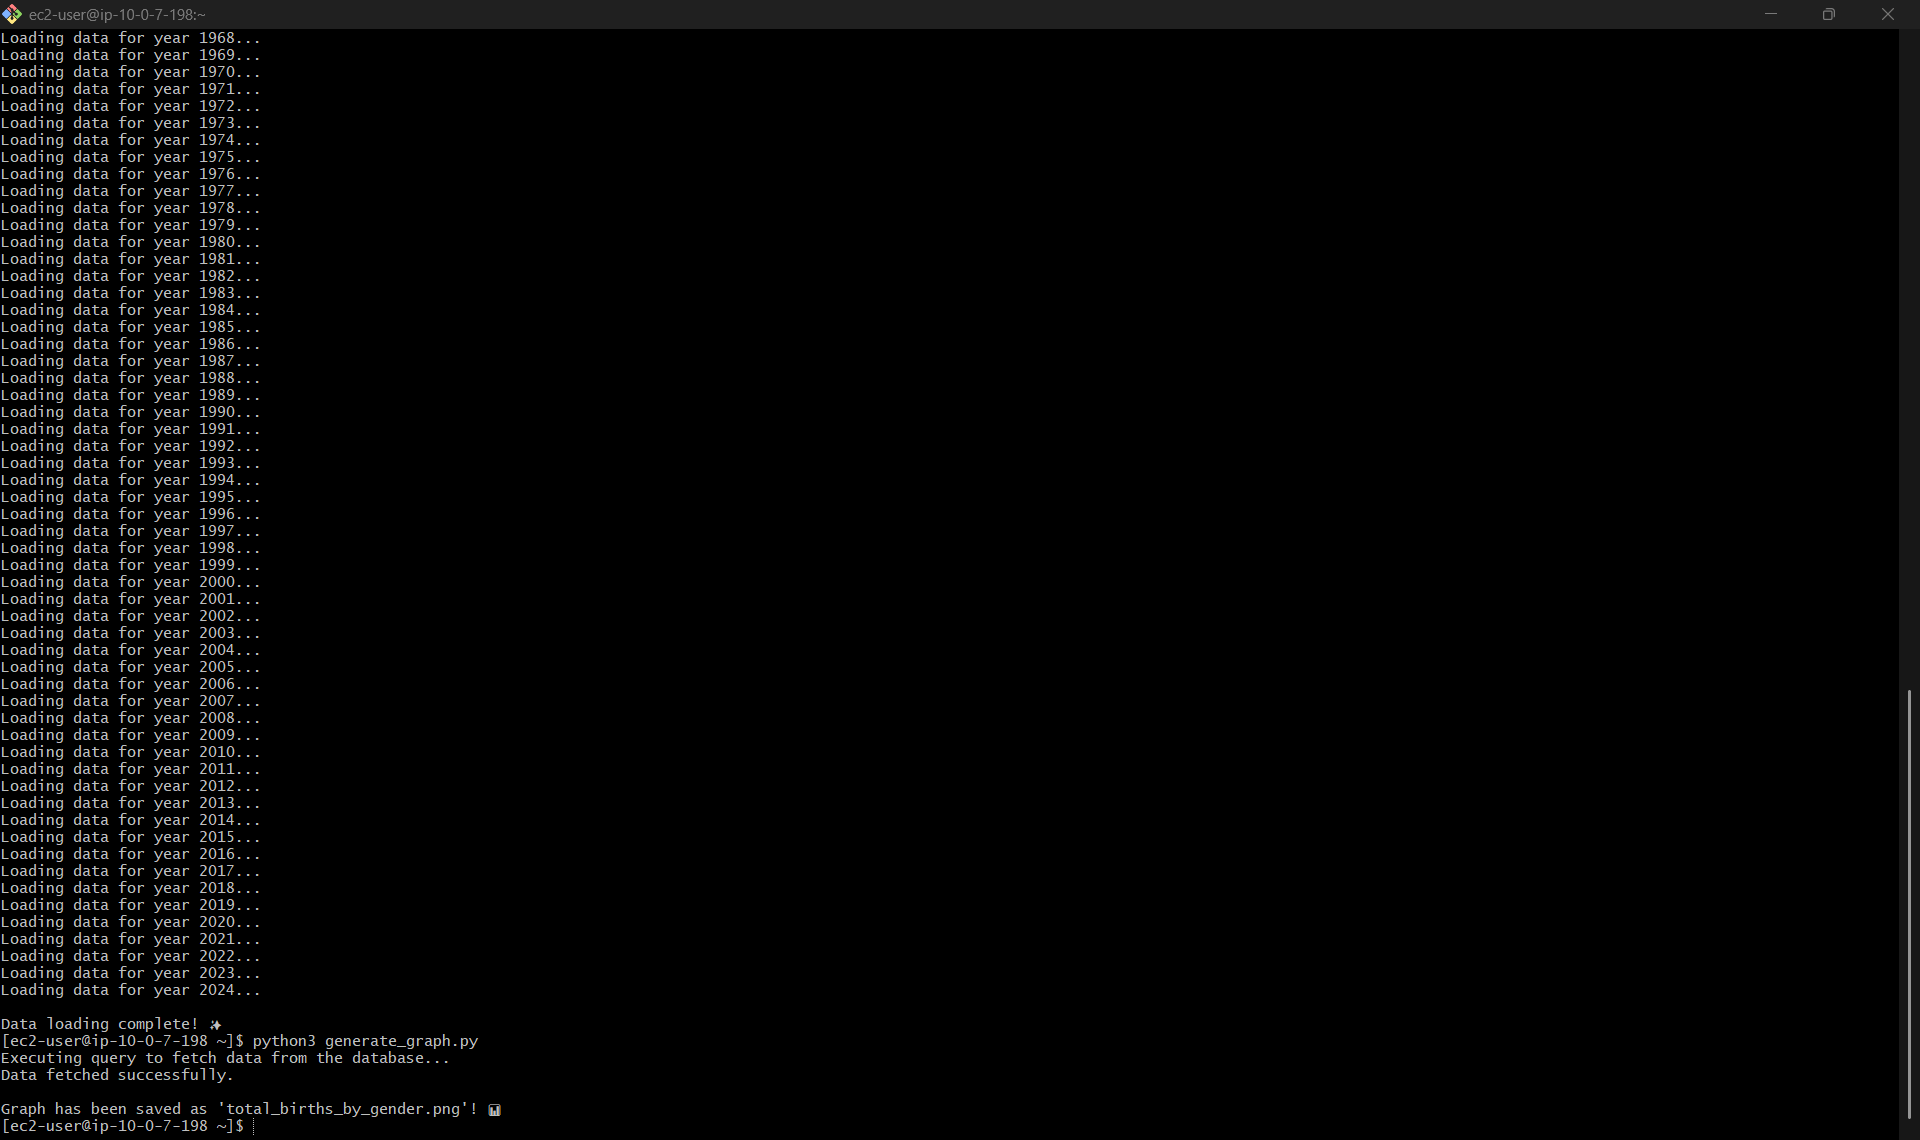 ec2-user@ip-10-0-7-198:~
Loading data for year 1968...
Loading data for year 1969...
Loading data for year 1970...
Loading data for year 1971...
Loading data for year 1972...
Loading data for year 1973...
Loading data for year 1974...
Loading data for year 1975...
Loading data for year 1976...
Loading data for year 1977...
Loading data for year 1978...
Loading data for year 1979...
Loading data for year 1980...
Loading data for year 1981...
Loading data for year 1982...
Loading data for year 1983...
Loading data for year 1984...
Loading data for year 1985...
Loading data for year 1986...
Loading data for year 1987...
Loading data for year 1988...
Loading data for year 1989...
Loading data for year 1990...
Loading data for year 1991...
Loading data for year 1992...
Loading data for year 1993...
Loading data for year 1994...
Loading data for year 1995...
Loading data for year 1996...
Loading data for year 1997...
Loading data for year 1998...
Loading data for year 1999...
Loading data for year 2000...
Loading data for year 2001...
Loading data for year 2002...
Loading data for year 2003...
Loading data for year 2004...
Loading data for year 2005...
Loading data for year 2006...
Loading data for year 2007...
Loading data for year 2008...
Loading data for year 2009...
Loading data for year 2010...
Loading data for year 2011...
Loading data for year 2012...
Loading data for year 2013...
Loading data for year 2014...
Loading data for year 2015...
Loading data for year 2016...
Loading data for year 2017...
Loading data for year 2018...
Loading data for year 2019...
Loading data for year 2020...
Loading data for year 2021...
Loading data for year 2022...
Loading data for year 2023...
Loading data for year 2024...

Data loading complete! ✨
[ec2-user@ip-10-0-7-198 ~]$ python3 generate_graph.py
Executing query to fetch data from the database...
Data fetched successfully.

Graph has been saved as 'total_births_by_gender.png'! 📊
[ec2-user@ip-10-0-7-198 ~]$